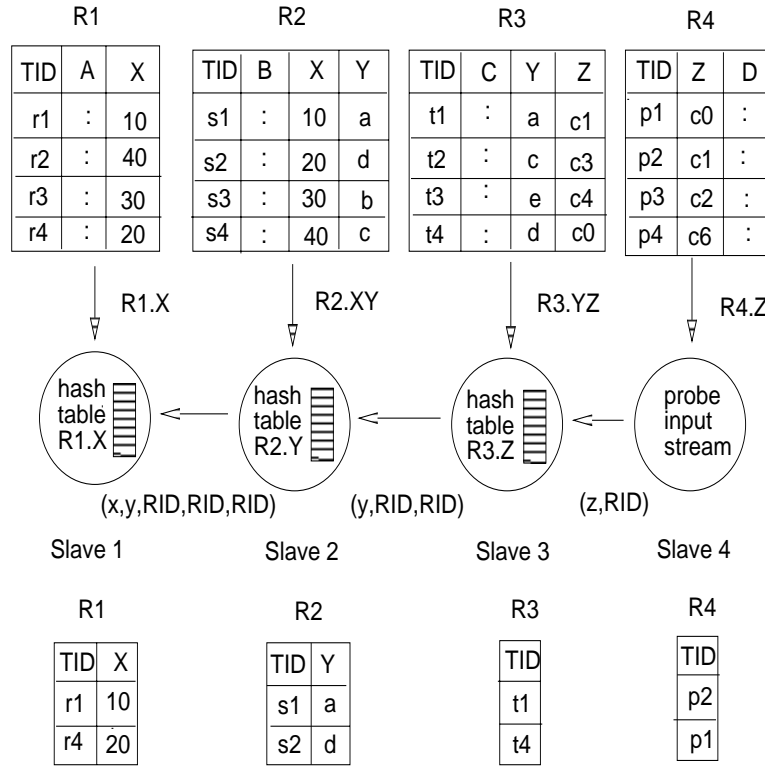 R1 R2 R3 R4
TID A X TID B X Y TID C Y Z TID Z D
r1 : 10 s1 : 10 a t1 : a c1 p1 c0 :
r2 : 40 s2 : 20 d t2 : c c3 p2 c1 :
r3 : 30 s3 : 30 b t3 : e c4 p3 c2 :
r4 : 20 s4 : 40 c t4 : d c0 p4 c6 :
R1.X R2.XY R3.YZ R4.Z
hash hash hash probe
table table table input
R1.X R2.Y R3.Z stream
(x,y,RID,RID,RID) (y,RID,RID) (z,RID)
Slave 1 Slave 2 Slave 3 Slave 4
R1 R2 R3 R4
TID X TID Y TID TID
r1 10 s1 a t1 p2
r4 20 s2 d t4 p1